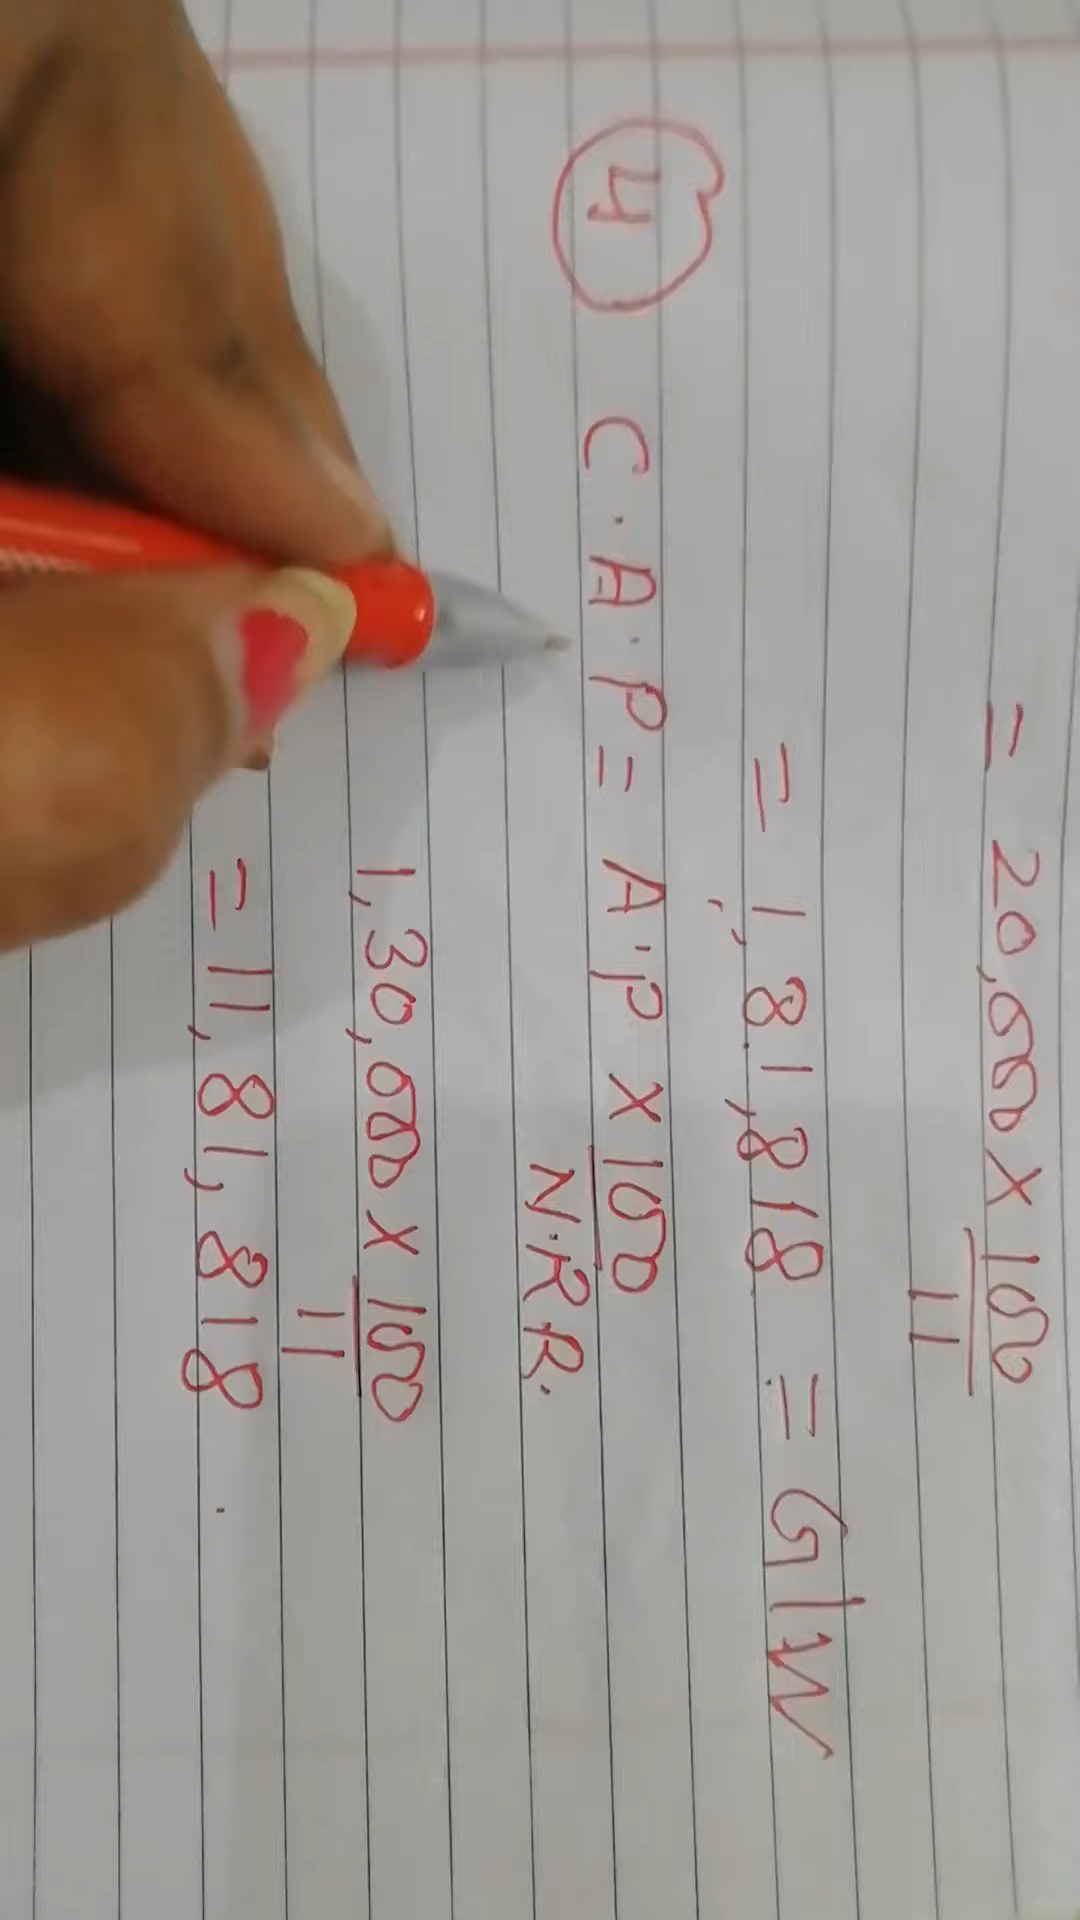 = 20,000 × 100
11
= 1,81,818 = G/W
4 C.A.P = A.P × 100
N.R R.
1,30,000 × 100
11
= 11,81,818